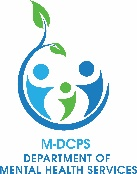 M-DCPS
DEPARTMENT OF
MENTAL HEALTH SERVICES